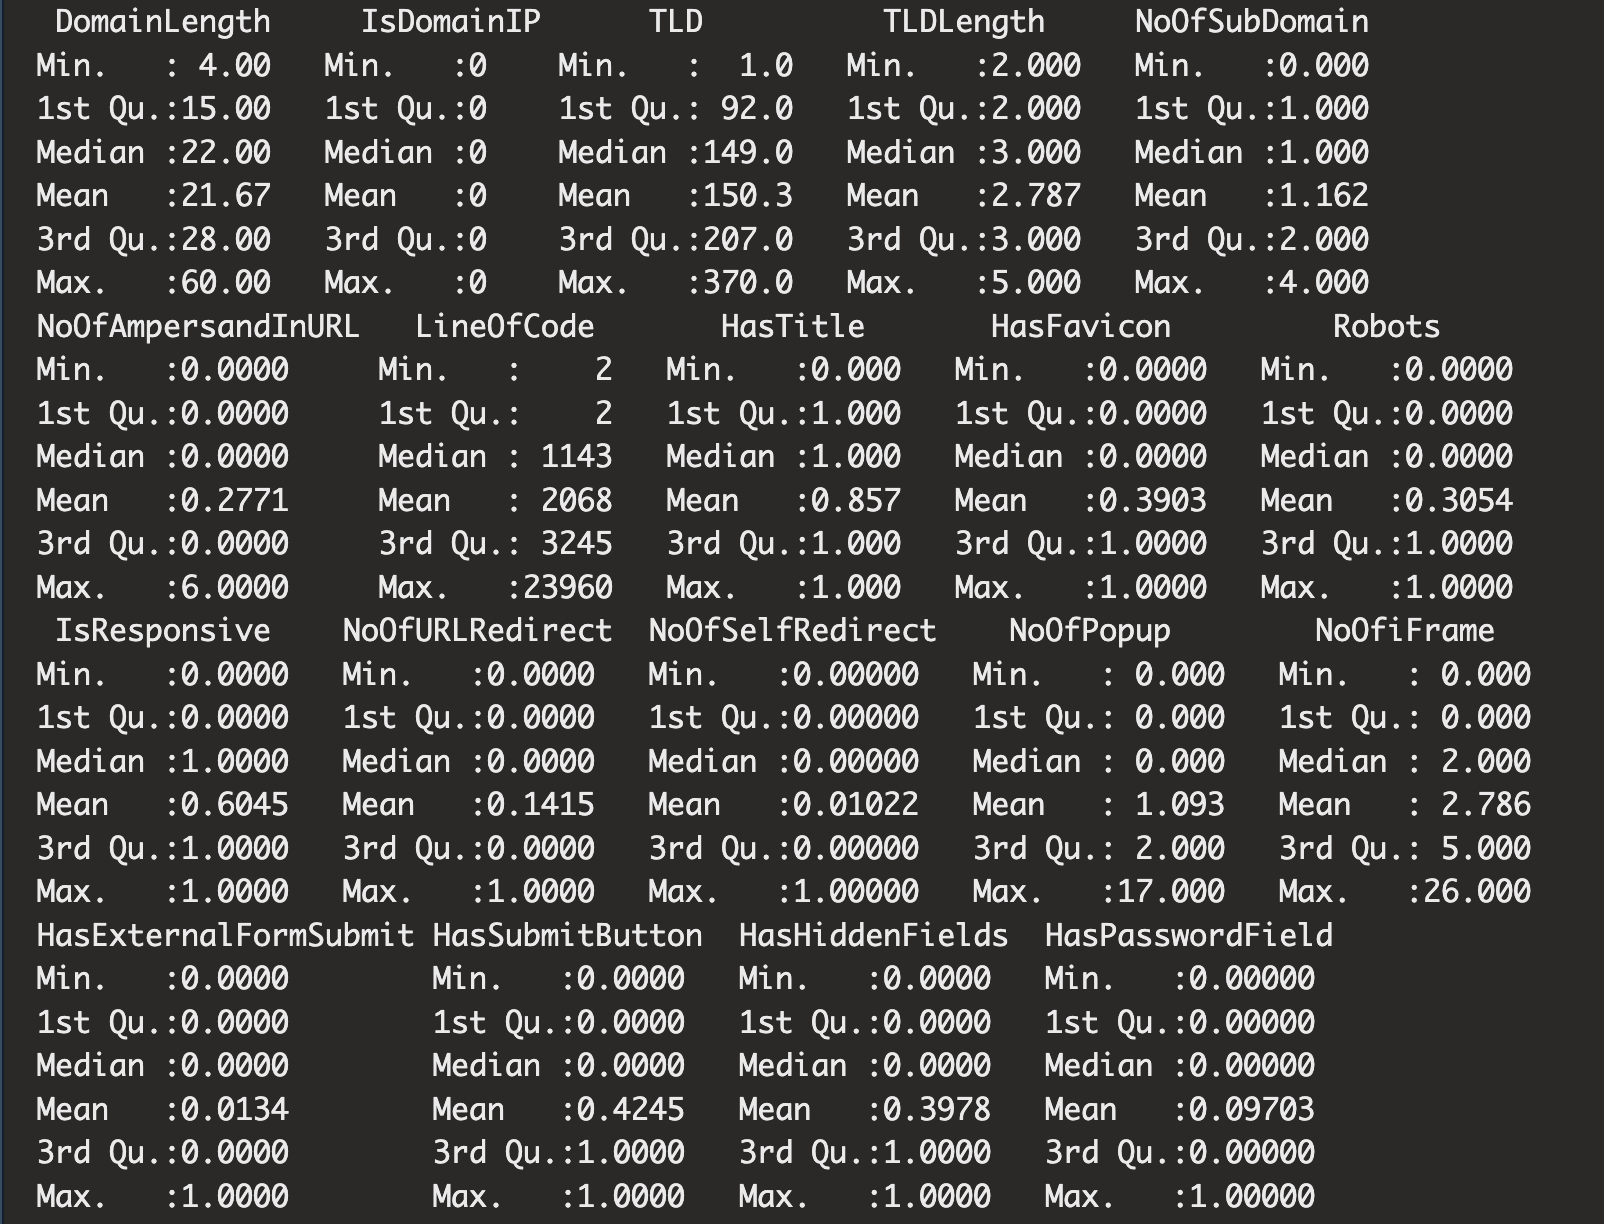 DomainLength IsDomainIP TLD TLDLength NoOfSubDomain
Min. : 4.00 Min. :0 Min. : 1.0 Min. :2.000 Min. :0.000
1st Qu.:15.00 1st Qu.:0 1st Qu.: 92.0 1st Qu.:2.000 1st Qu.:1.000
Median :22.00 Median :0 Median :149.0 Median :3.000 Median :1.000
Mean :21.67 Mean :0 Mean :150.3 Mean :2.787 Mean :1.162
3rd Qu.:28.00 3rd Qu.:0 3rd Qu.:207.0 3rd Qu.:3.000 3rd Qu.:2.000
Max. :60.00 Max. :0 Max. :370.0 Max. :5.000 Max. :4.000
NoOfAmpersandInURL LineOfCode HasTitle HasFavicon Robots
Min. :0.0000 Min. : 2 Min. :0.000 Min. :0.0000 Min. :0.0000
1st Qu.:0.0000 1st Qu.: 2 1st Qu.:1.000 1st Qu.:0.0000 1st Qu.:0.0000
Median :0.0000 Median : 1143 Median :1.000 Median :0.0000 Median :0.0000
Mean :0.2771 Mean : 2068 Mean :0.857 Mean :0.3903 Mean :0.3054
3rd Qu.:0.0000 3rd Qu.: 3245 3rd Qu.:1.000 3rd Qu.:1.0000 3rd Qu.:1.0000
Max. :6.0000 Max. :23960 Max. :1.000 Max. :1.0000 Max. :1.0000
IsResponsive NoOfURLRedirect NoOfSelfRedirect NoOfPopup NoOfiFrame
Min. :0.0000 Min. :0.0000 Min. :0.00000 Min. : 0.000 Min. : 0.000
1st Qu.:0.0000 1st Qu.:0.0000 1st Qu.:0.00000 1st Qu.: 0.000 1st Qu.: 0.000
Median :1.0000 Median :0.0000 Median :0.00000 Median : 0.000 Median : 2.000
Mean :0.6045 Mean :0.1415 Mean :0.01022 Mean : 1.093 Mean : 2.786
3rd Qu.:1.0000 3rd Qu.:0.0000 3rd Qu.:0.00000 3rd Qu.: 2.000 3rd Qu.: 5.000
Max. :1.0000 Max. :1.0000 Max. :1.00000 Max. :17.000 Max. :26.000
HasExternalFormSubmit HasSubmitButton HasHiddenFields HasPasswordField
Min. :0.0000 Min. :0.0000 Min. :0.0000 Min. :0.00000
1st Qu.:0.0000 1st Qu.:0.0000 1st Qu.:0.0000 1st Qu.:0.00000
Median :0.0000 Median :0.0000 Median :0.0000 Median :0.00000
Mean :0.0134 Mean :0.4245 Mean :0.3978 Mean :0.09703
3rd Qu.:0.0000 3rd Qu.:1.0000 3rd Qu.:1.0000 3rd Qu.:0.00000
Max. :1.0000 Max. :1.0000 Max. :1.0000 Max. :1.00000